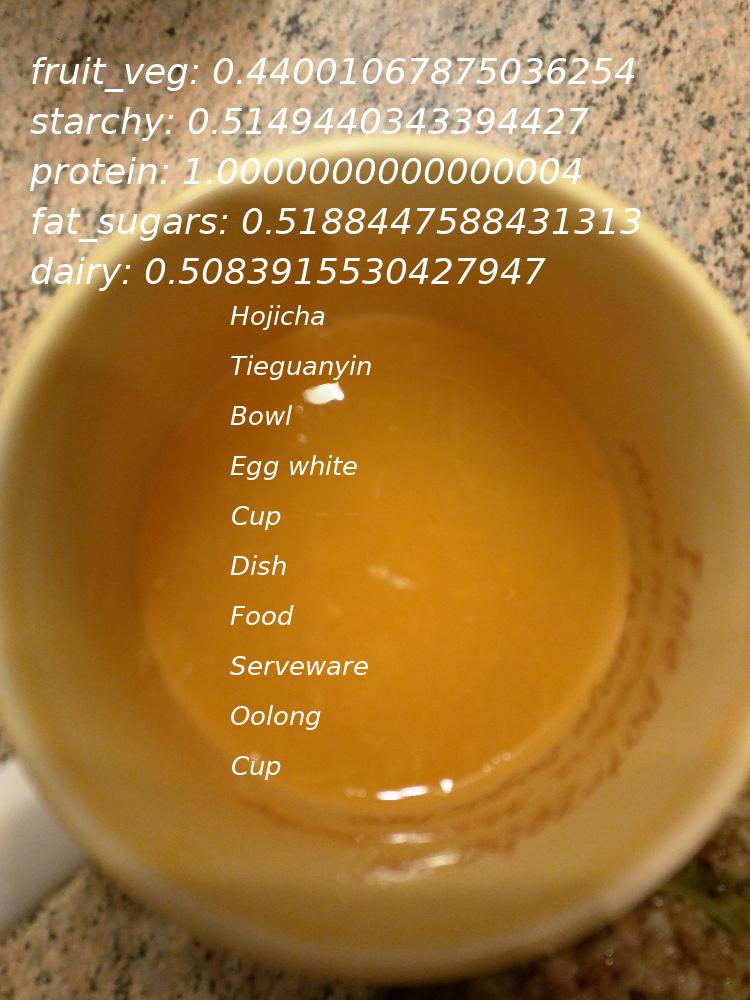 fruit_veg: 0.44001067875036254
starchy: 0.5149440343394427
protein: 1.0000000000000004
fat_sugars: 0.5188447588431313
dairy: 0.5083915530427947
Hojicha
Tieguanyin
Bowl
Egg white
Cup
Dish
Food
Serveware
Oolong
Cup